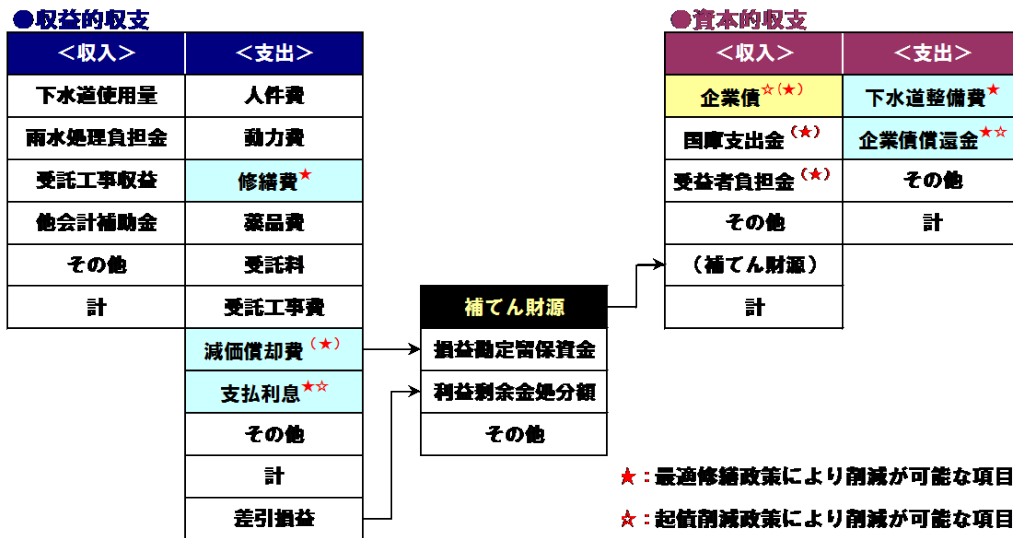 ●収益的収支
＜収入＞ ＜支出＞
下水道使用量 人件費
雨水処理負担金 動力費
受託工事収益 修繕費★
他会計補助金 薬品費
その他 受託料
計 受託工事費
減価償却費（★）
支払利息★☆
その他
計
差引損益
補てん財源
損益勘定留保資金
利益剰余金処分額
その他
●資本的収支
＜収入＞ ＜支出＞
企業債☆(★) 下水道整備費★
国庫支出金（★） 企業債償還金★☆
受益者負担金（★） その他
その他 計
（補てん財源）
計
★：最適修繕政策により削減が可能な項目
☆：起債削減政策により削減が可能な項目